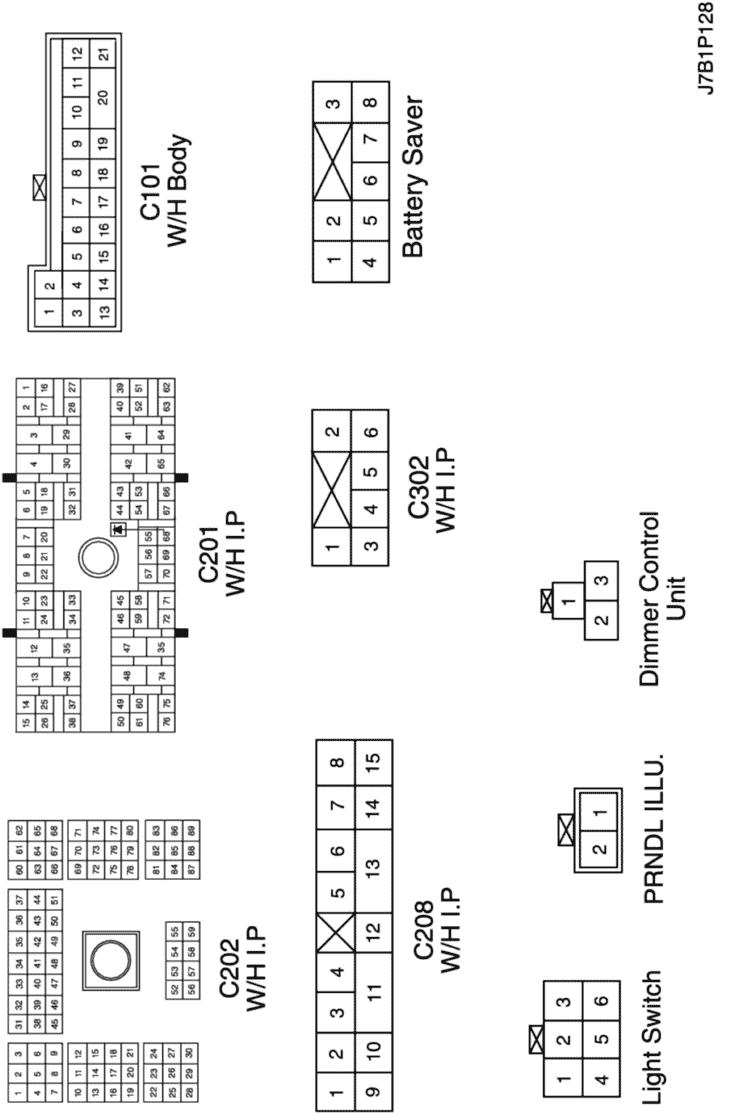 1 2 3
4 5 6
7 8 9
10 11 12
13 14 15
16 17 18
19 20 21
22 23 24
25 26 27
28 29 30
31 32 33 34 35 36 37
38 39 40 41 42 43 44
45 46 47 48 49 50 51
52 53 54 55
56 57 58 59
60 61 62
63 64 65
66 67 68
69 70 71
72 73 74
75 76 77
78 79 80
81 82 83
84 85 86
87 88 89
C202
W/H I.P
15 14 13 12 11 10 9 8 7 6 5 4 3 2 1
26 25 24 23 22 21 20 19 18 17 16
38 37 36 35 34 33 32 31 30 29 28 27
50 49 48 47 46 45 44 43 42 41 40 39
61 60 59 58 57 56 55 54 53 52 51
76 75 74 35 72 71 70 69 68 67 66 65 64 63 62
C201
W/H I.P
1 2
3 4 5 6 7 8 9 10 11 12
13 14 15 16 17 18 19 20 21
C101
W/H Body
1 2 3 4 5 6 7 8
9 10 11 12 13 14 15
C208
W/H I.P
1 2
3 4 5 6
C302
W/H I.P
1 2 3
4 5 6 7 8
Battery Saver
1 2 3
4 5 6
Light Switch
2 1
PRNDL ILLU.
1
2 3
Dimmer Control
Unit
J7B1P128